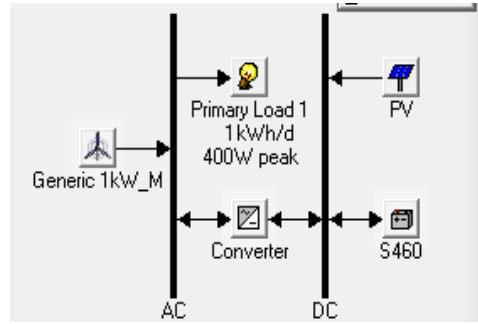 Primary Load 1
1kWh/d
400W peak
PV
Generic 1kW_M
Converter
S460
AC
DC